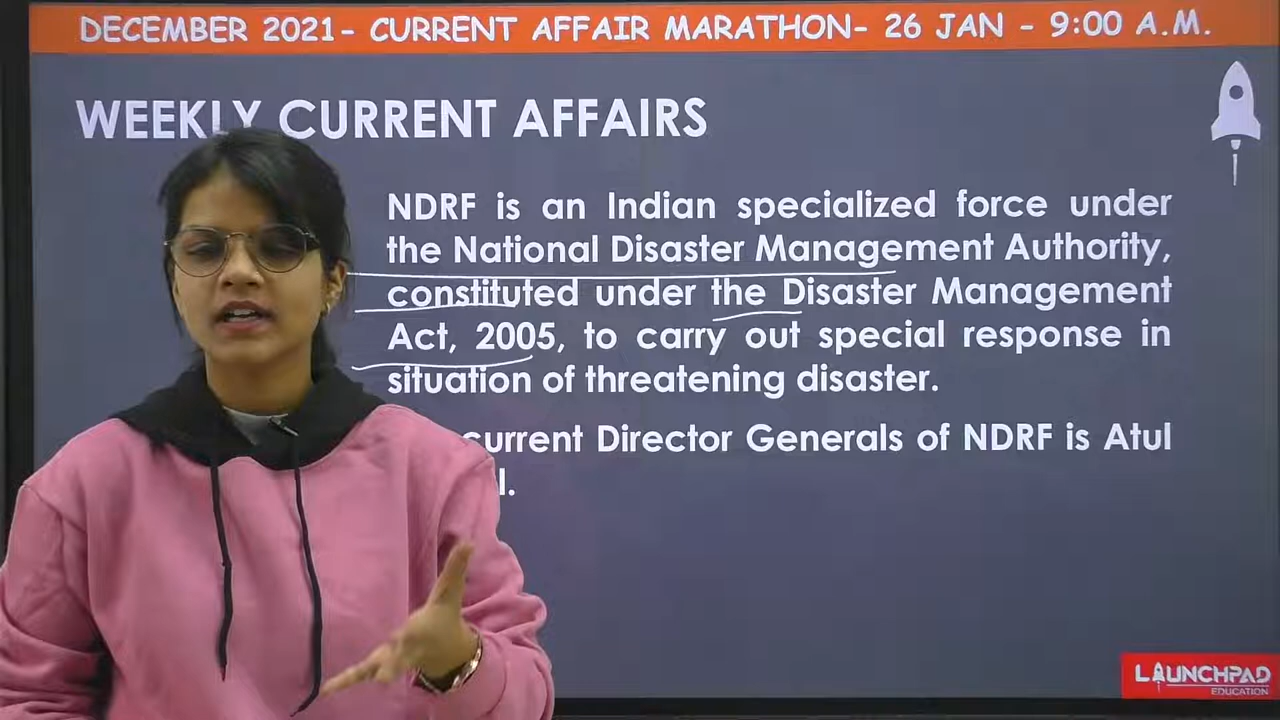 DECEMBER 2021- CURRENT AFFAIR MARATHON- 26 JAN - 9:00 A.M.
WEEKLY CURRENT AFFAIRS
NDRF is an Indian specialized force under
the National Disaster Management Authority,
constituted under the Disaster Management
Act, 2005, to carry out special response in
situation of threatening disaster.
current Director Generals of NDRF is Atul
LAUNCHPAD
EDUCATION